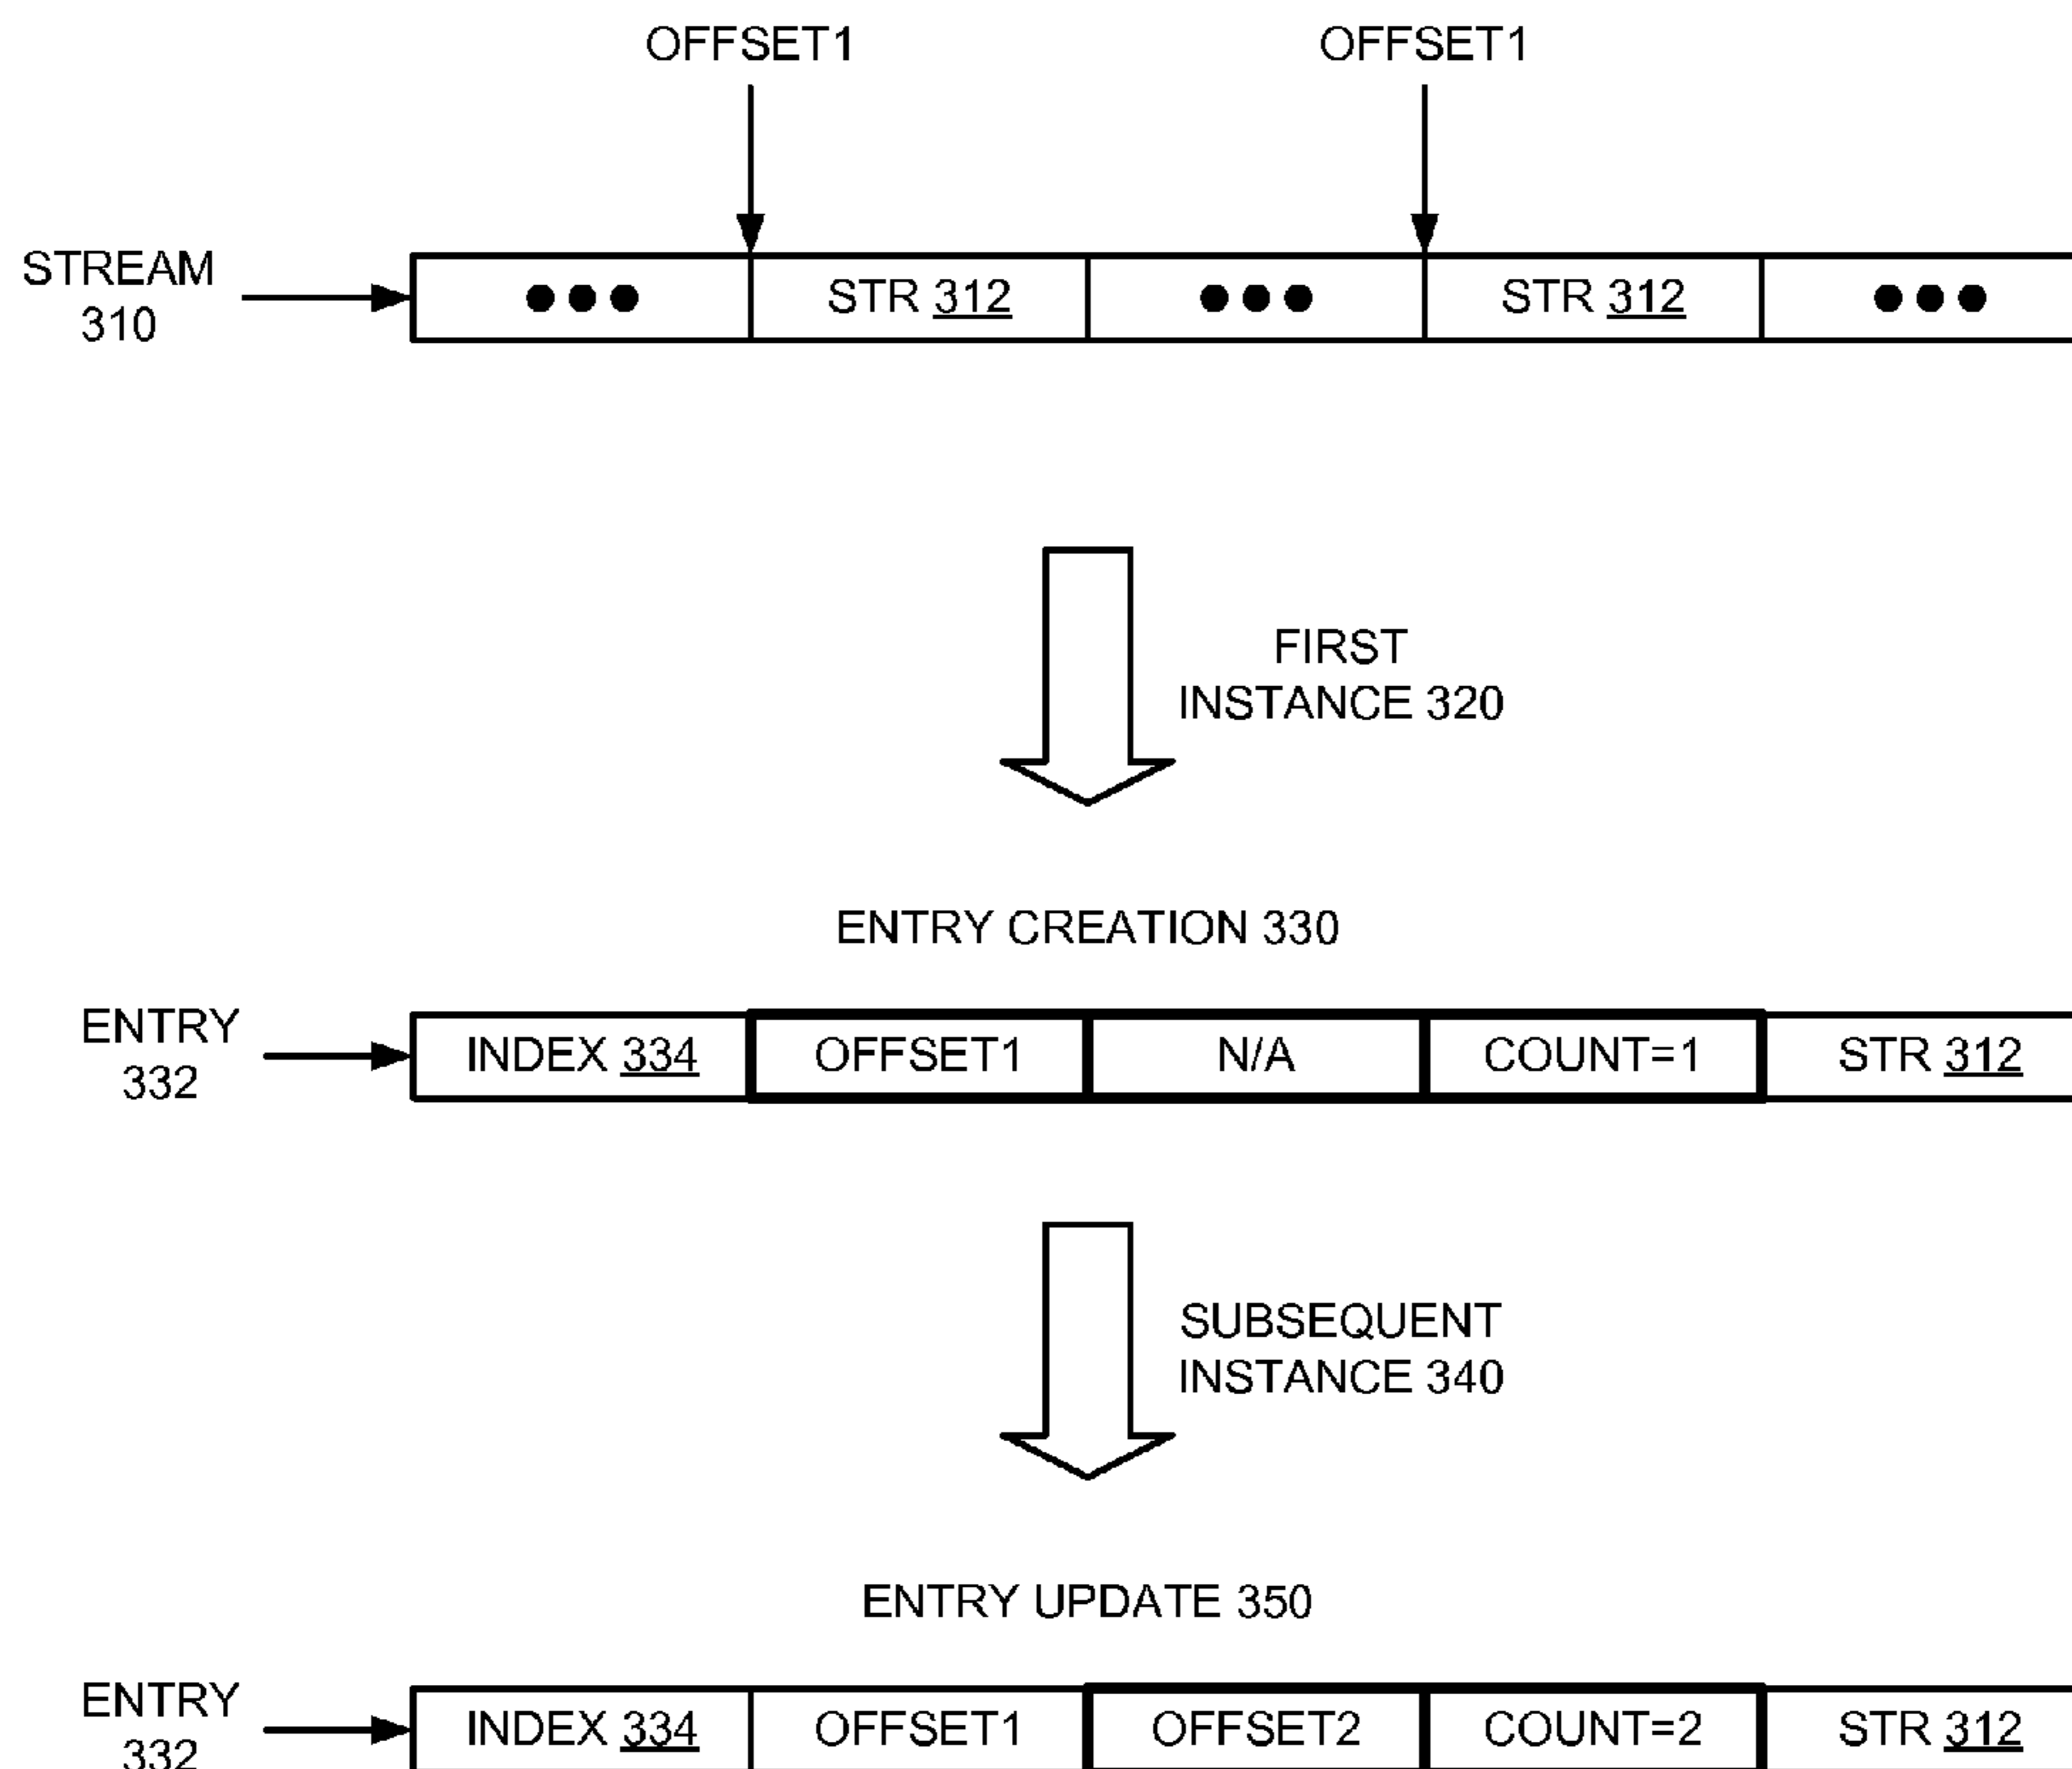 OFFSET1 OFFSET1
STREAM
310
STR 312 STR 312
FIRST
INSTANCE 320
ENTRY CREATION 330
ENTRY
332
INDEX 334 OFFSET1 N/A COUNT=1 STR 312
SUBSEQUENT
INSTANCE 340
ENTRY UPDATE 350
ENTRY
332
INDEX 334 OFFSET1 OFFSET2 COUNT=2 STR 312